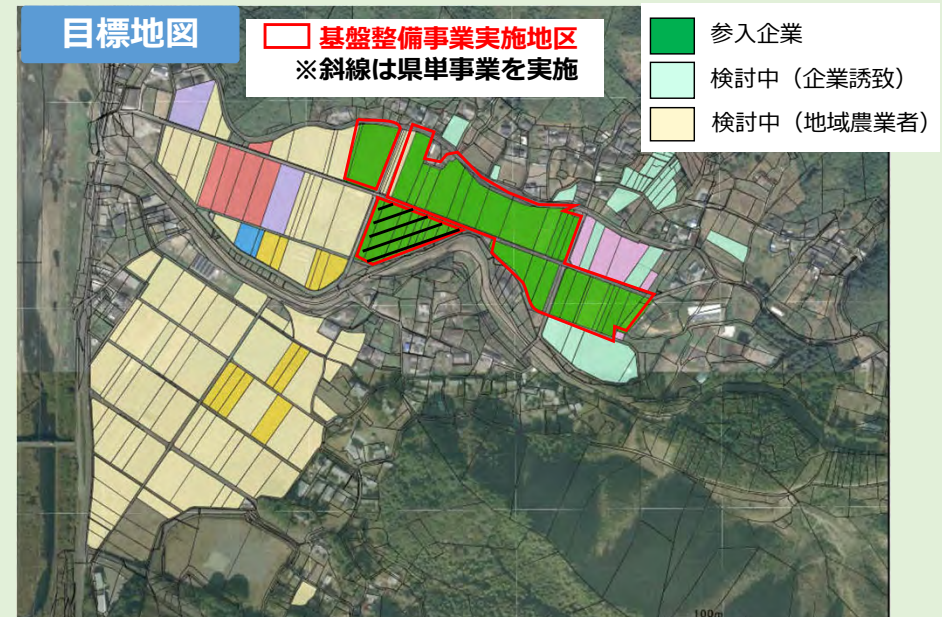 目標地図
基盤整備事業実施地区
※斜線は県単事業を実施
参入企業
検討中（企業誘致）
検討中（地域農業者）
100m